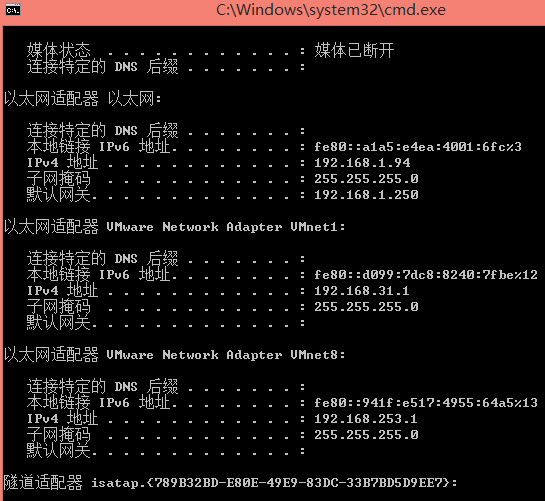 C:\Windows\system32\cmd.exe
媒体状态 . . . . . . . . . . . . : 媒体已断开
连接特定的 DNS 后缀 . . . . . . . :
以太网适配器 以太网:
连接特定的 DNS 后缀 . . . . . . . :
本地链接 IPv6 地址. . . . . . . . : fe80::a1a5:e4ea:4001:6fc%3
IPv4 地址 . . . . . . . . . . . . : 192.168.1.94
子网掩码 . . . . . . . . . . . . : 255.255.255.0
默认网关. . . . . . . . . . . . . : 192.168.1.250
以太网适配器 VMware Network Adapter VMnet1:
连接特定的 DNS 后缀 . . . . . . . :
本地链接 IPv6 地址. . . . . . . . : fe80::d099:7dc8:8240:7fbe%12
IPv4 地址 . . . . . . . . . . . . : 192.168.31.1
子网掩码 . . . . . . . . . . . . : 255.255.255.0
默认网关. . . . . . . . . . . . . :
以太网适配器 VMware Network Adapter VMnet8:
连接特定的 DNS 后缀 . . . . . . . :
本地链接 IPv6 地址. . . . . . . . : fe80::941f:e517:4955:64a5%13
IPv4 地址 . . . . . . . . . . . . : 192.168.253.1
子网掩码 . . . . . . . . . . . . : 255.255.255.0
默认网关. . . . . . . . . . . . . :
隧道适配器 isatap.{789B32BD-E80E-49E9-83DC-33B7BD5D9EE7}: